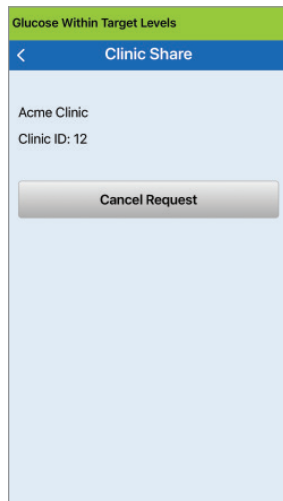 Glucose Within Target Levels
Clinic Share
Acme Clinic
Clinic ID: 12
Cancel Request